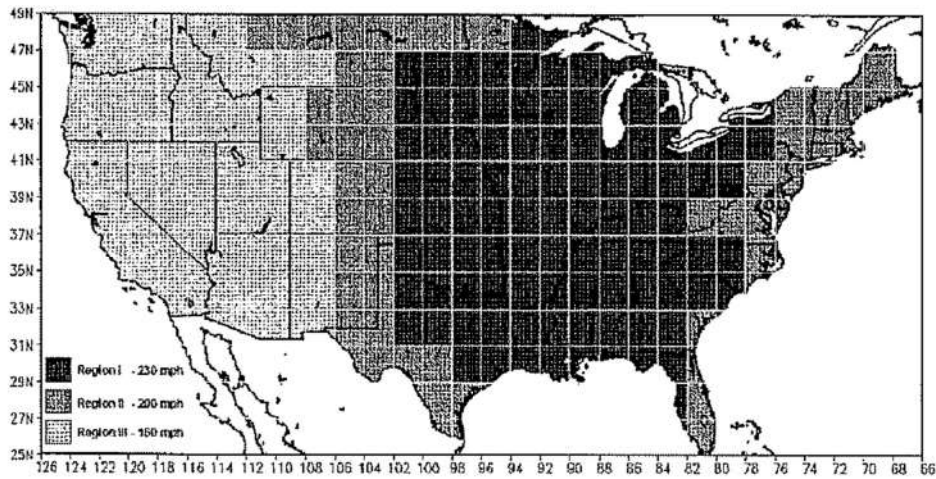 49N
47N
45N
43N
41N
39N
37N
35N
33N
31N
29N
27N
25N
Region I - 230 mph
Region II - 200 mph
Region III - 160 mph
126 124 122 120 118 116 114 112 110 108 106 104 102 100 98 96 94 92 90 88 86 84 82 80 78 76 74 72 70 68 66